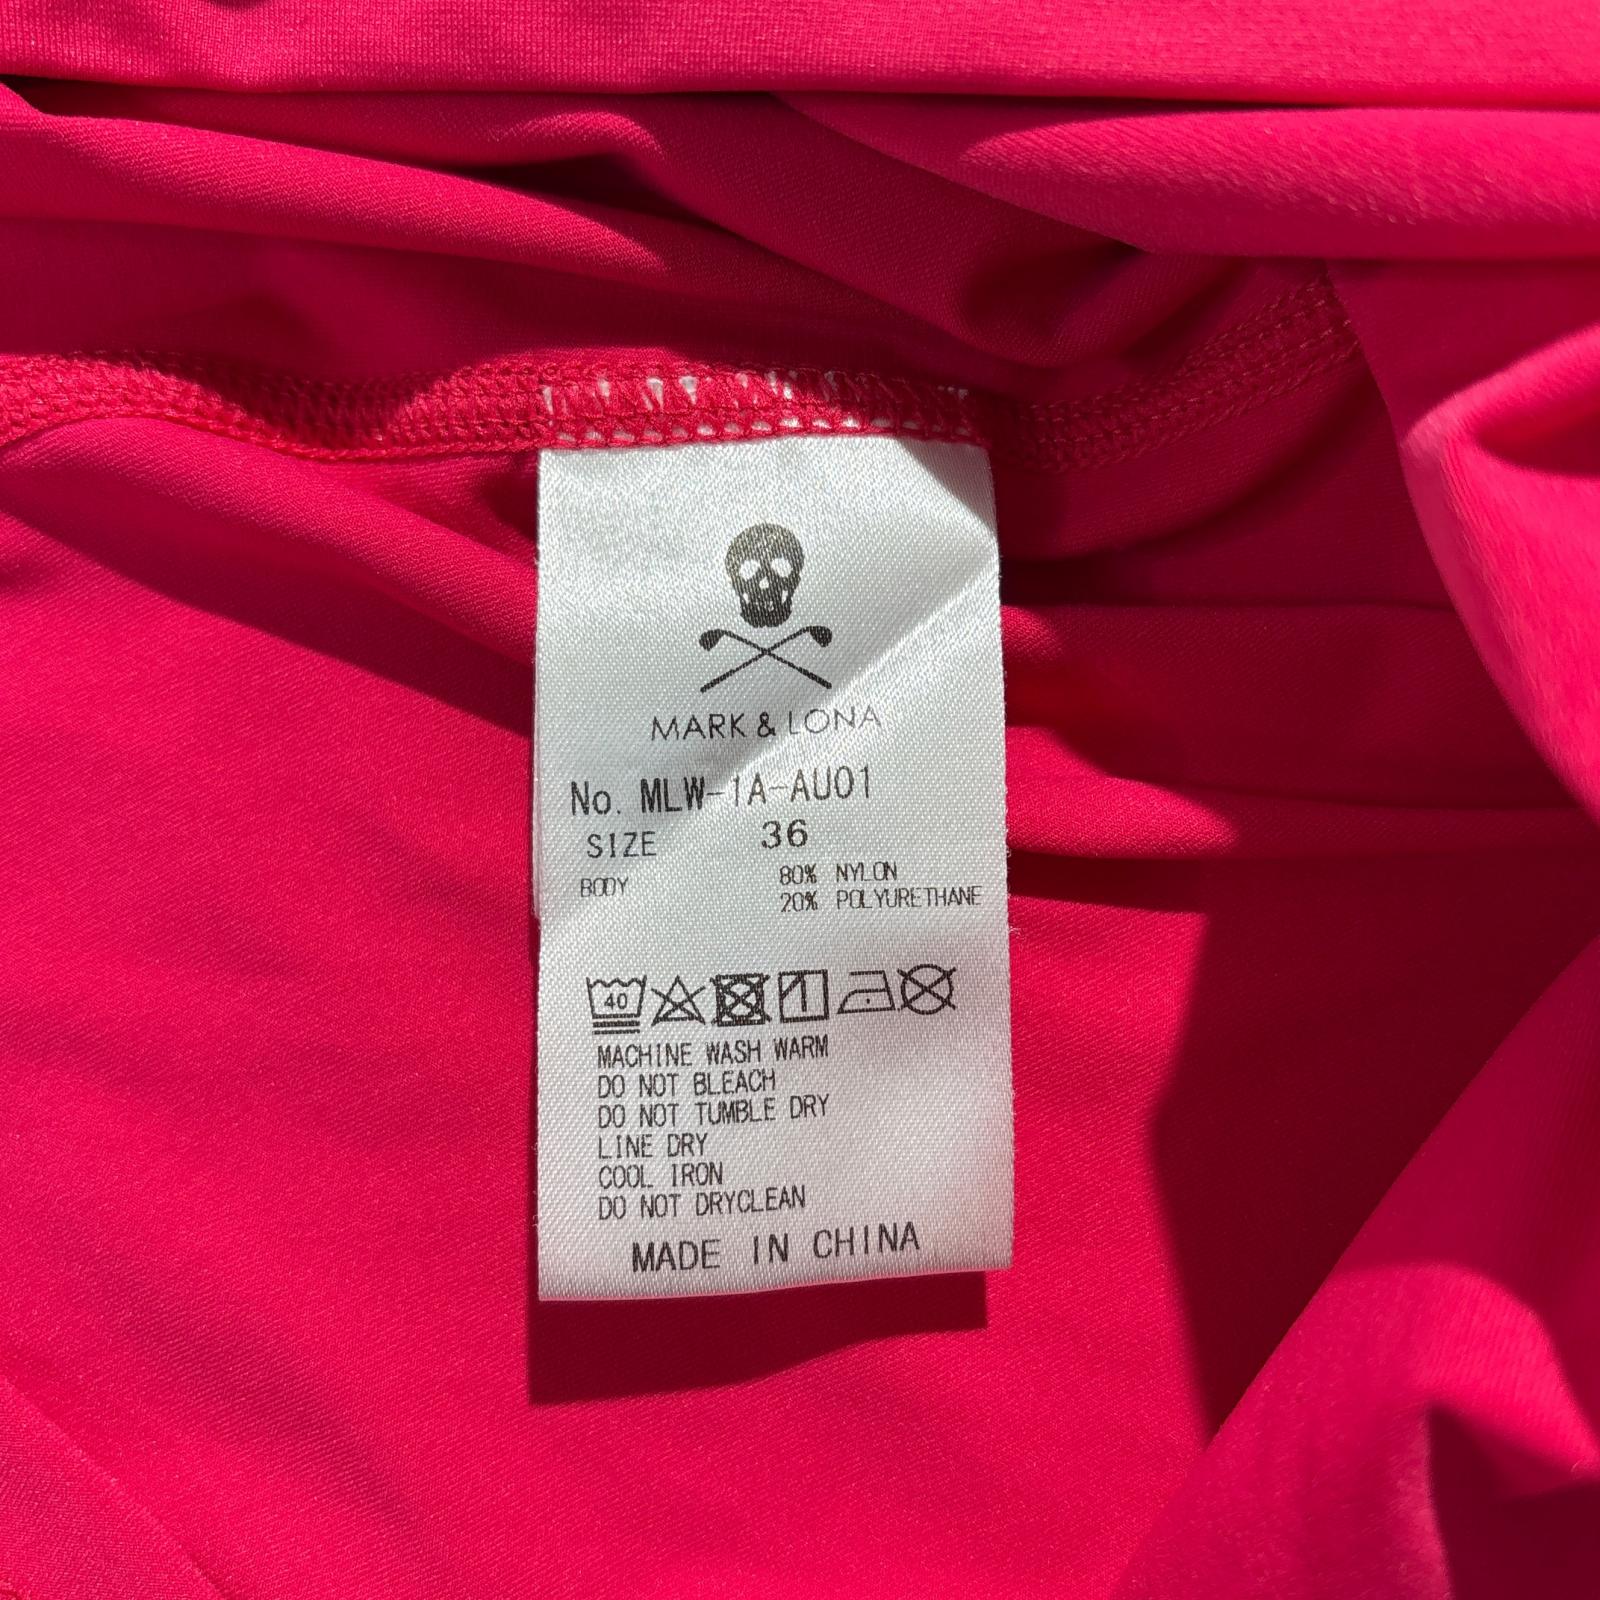 MARK & LONA
No. MLW-1A-AU01
SIZE 36
BODY 80% NYLON
20% POLYURETHANE
40
MACHINE WASH WARM
DO NOT BLEACH
DO NOT TUMBLE DRY
LINE DRY
COOL IRON
DO NOT DRYCLEAN
MADE IN CHINA